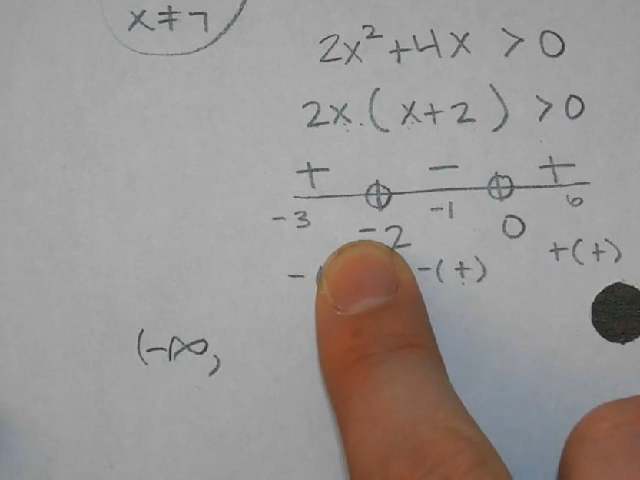 x ≠ 7
2x² + 4x > 0
2x (x + 2) > 0
+ - +
-3 -2 -1 0 6
- -(+) +(+)
(-∞,